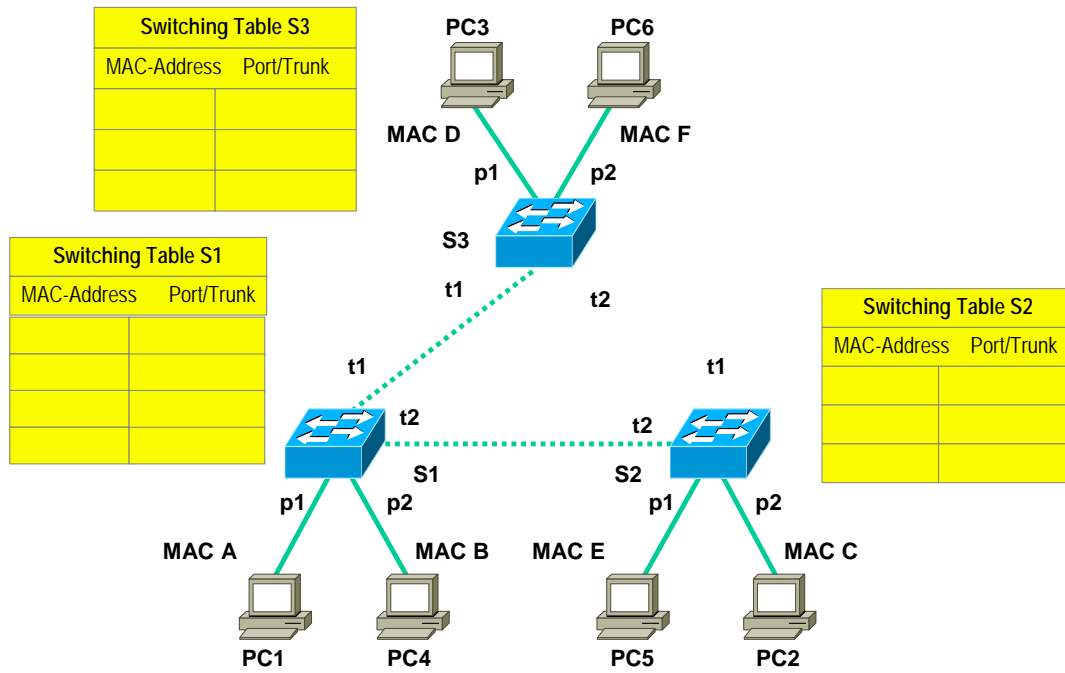 Switching Table S3
MAC-Address Port/Trunk
PC3 PC6
MAC D MAC F
p1 p2
S3
t1 t2
Switching Table S1
MAC-Address Port/Trunk
Switching Table S2
MAC-Address Port/Trunk
t1 t1
t2 t2
S1 S2
p1 p2 p1 p2
MAC A MAC B MAC E MAC C
PC1 PC4 PC5 PC2